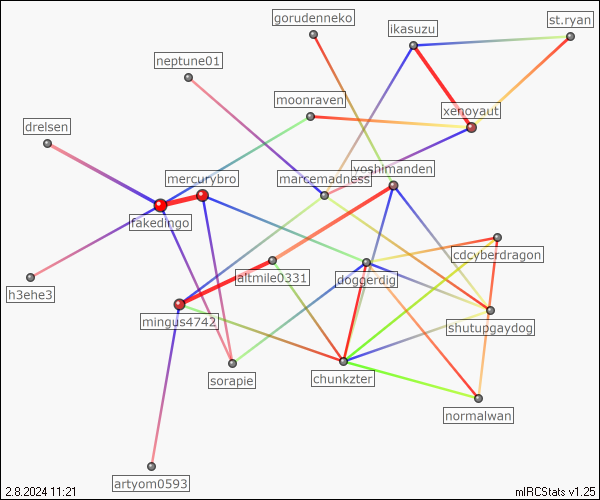 gorudenneko
st.ryan
ikasuzu
neptune01
moonraven
xenoyaut
drelsen
yoshimanden
mercurybro
marcemadness
fakedingo
cdcyberdragon
altmile0331
doggerdig
h3ehe3
mingus4742
shutupgaydog
sorapie
chunkzter
normalwan
artyom0593
2.8.2024 11:21
mIRCStats v1.25